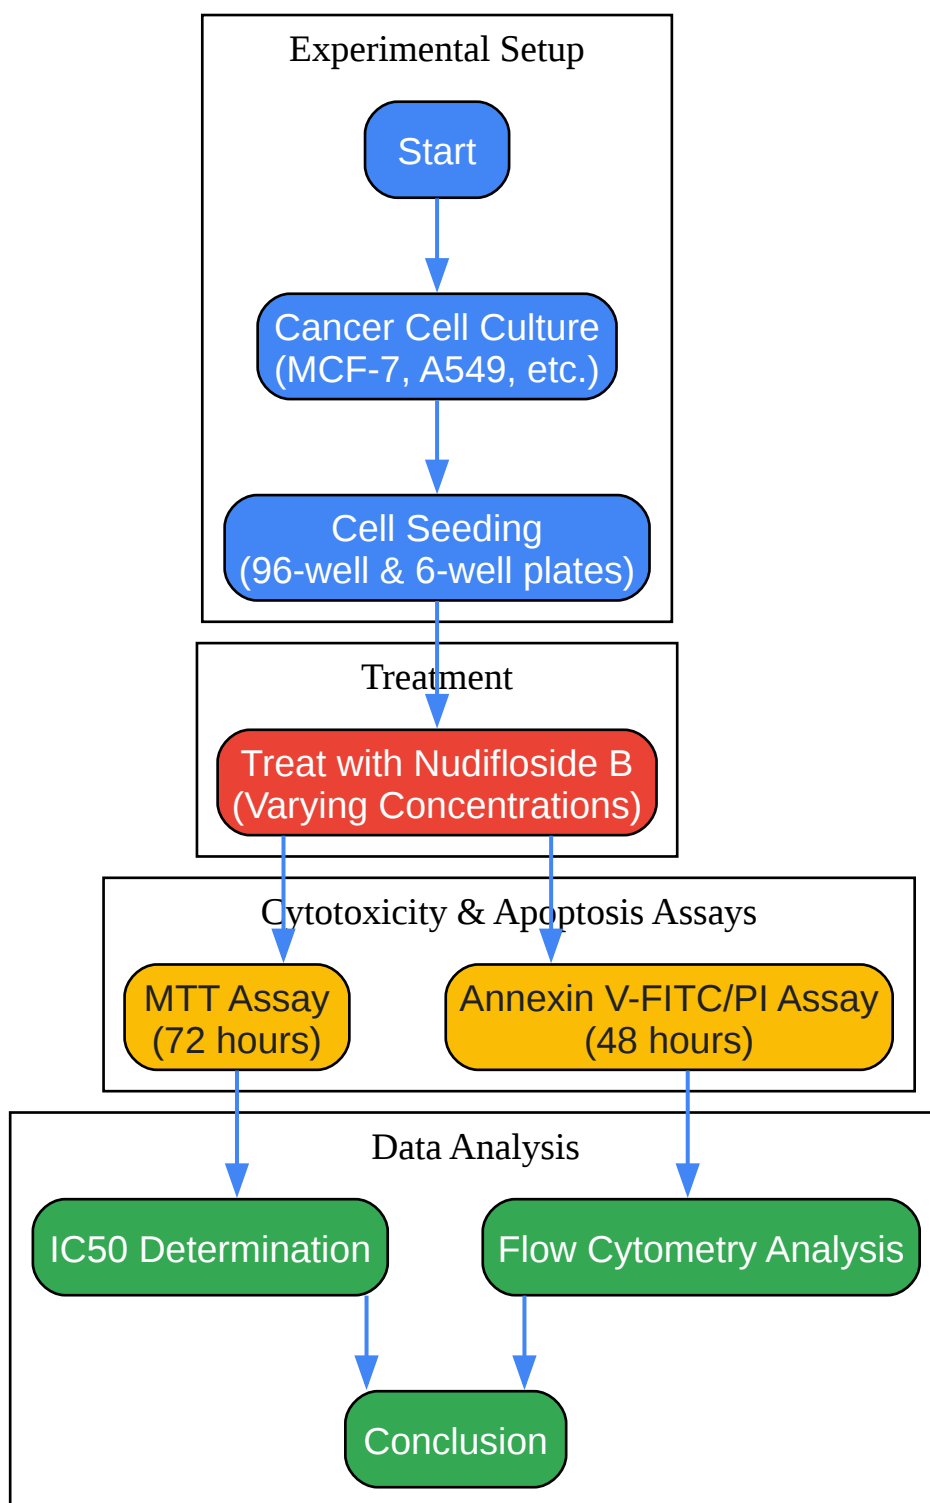 Experimental Setup
Start
Cancer Cell Culture
(MCF-7, A549, etc.)
Cell Seeding
(96-well & 6-well plates)
Treatment
Treat with Nudifloside B
(Varying Concentrations)
Cytotoxicity & Apoptosis Assays
MTT Assay
(72 hours)
Annexin V-FITC/PI Assay
(48 hours)
Data Analysis
IC50 Determination
Flow Cytometry Analysis
Conclusion